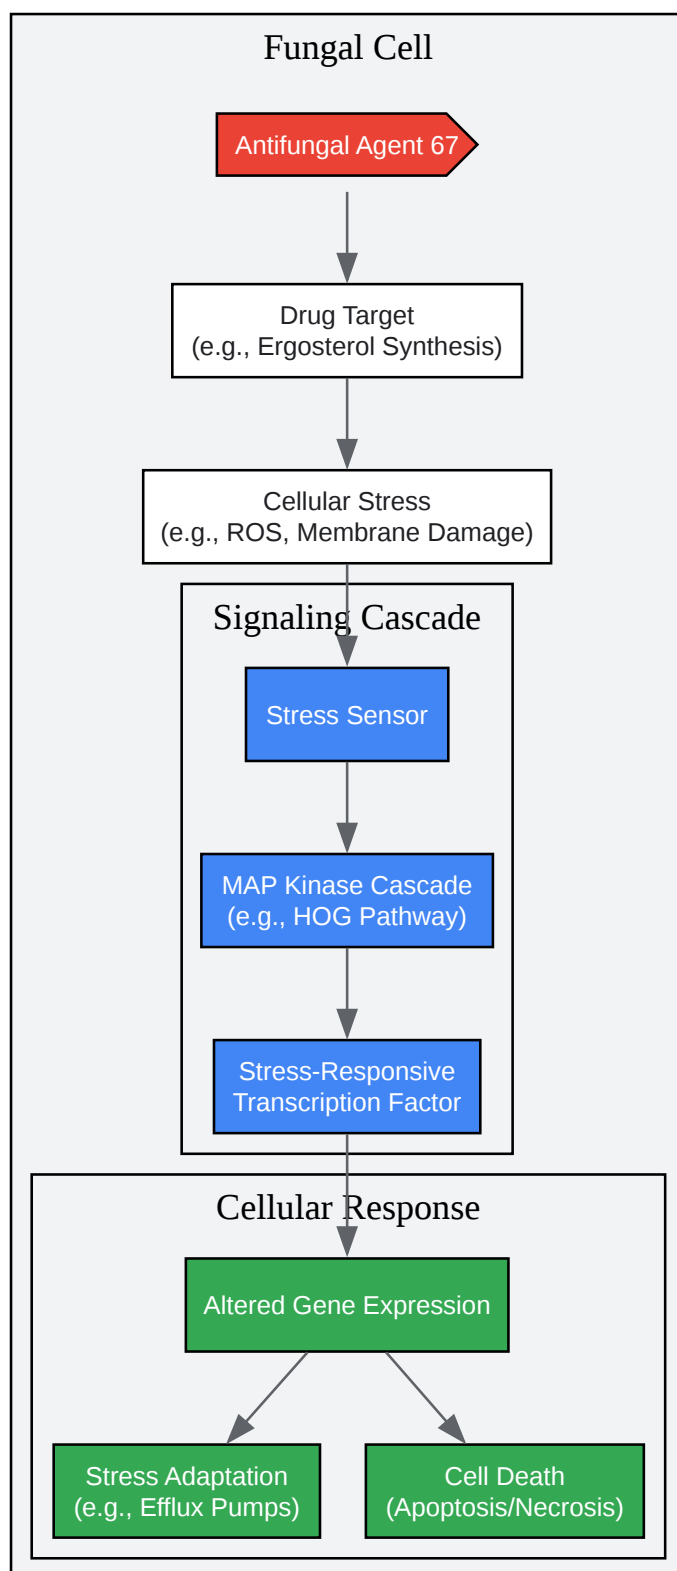 Fungal Cell
Antifungal Agent 67
Drug Target
(e.g., Ergosterol Synthesis)
Cellular Stress
(e.g., ROS, Membrane Damage)
Signaling Cascade
Stress Sensor
MAP Kinase Cascade
(e.g., HOG Pathway)
Stress-Responsive
Transcription Factor
Cellular Response
Altered Gene Expression
Stress Adaptation
(e.g., Efflux Pumps)
Cell Death
(Apoptosis/Necrosis)